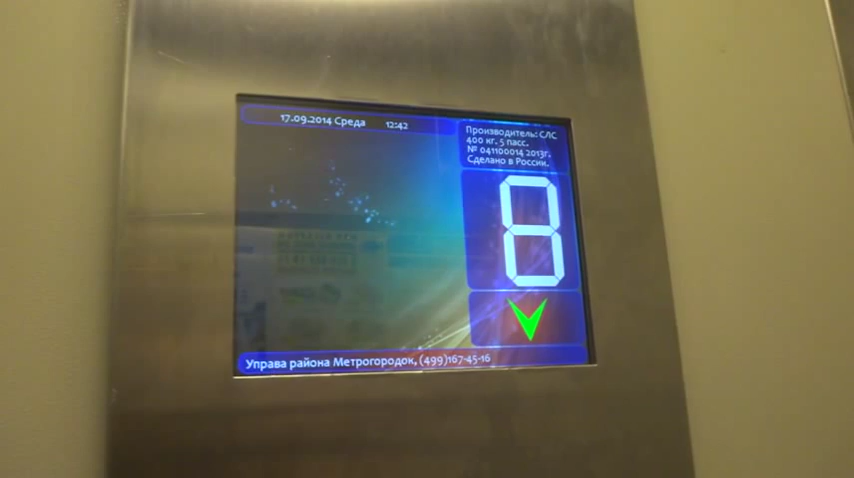 17.09.2014 Среда 12:42
Производитель: СЛС
400 кг. 5 пасс.
№ 041100014 2013г.
Сделано в России.
8
Управа района Метрогородок, (499)167-45-16